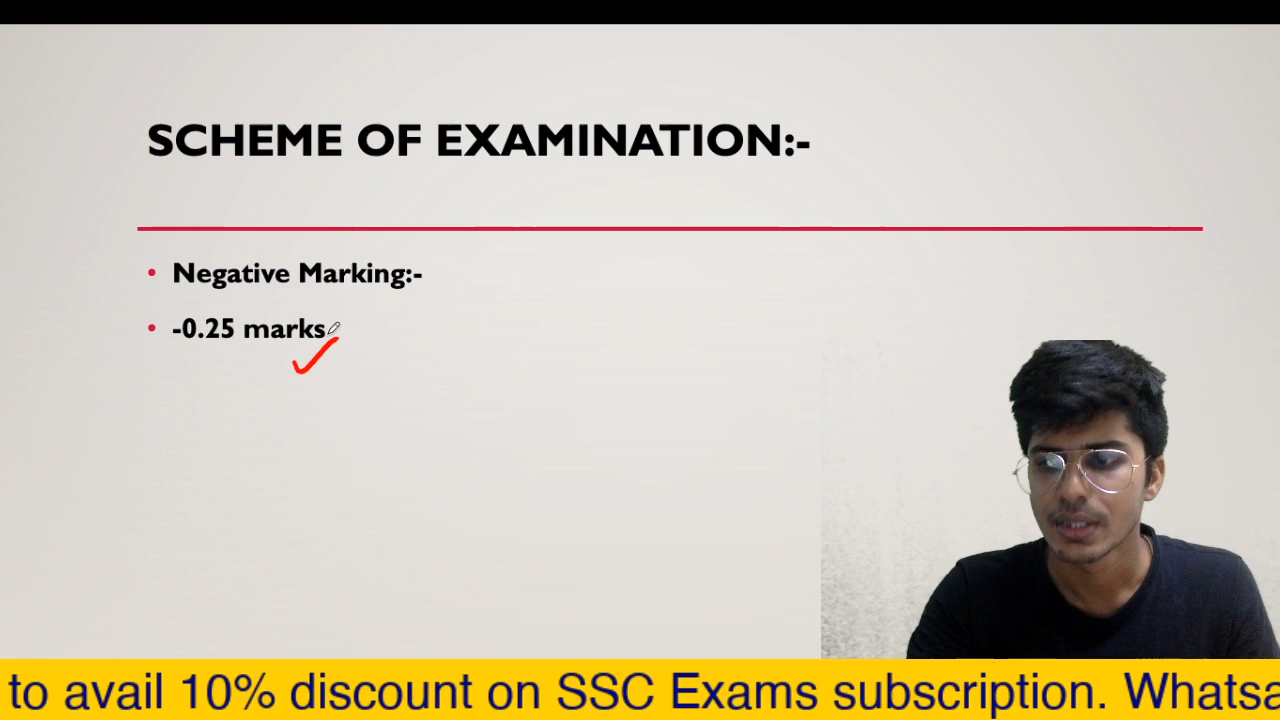 SCHEME OF EXAMINATION:-
• Negative Marking:-
• -0.25 marks
to avail 10% discount on SSC Exams subscription. Whatsa